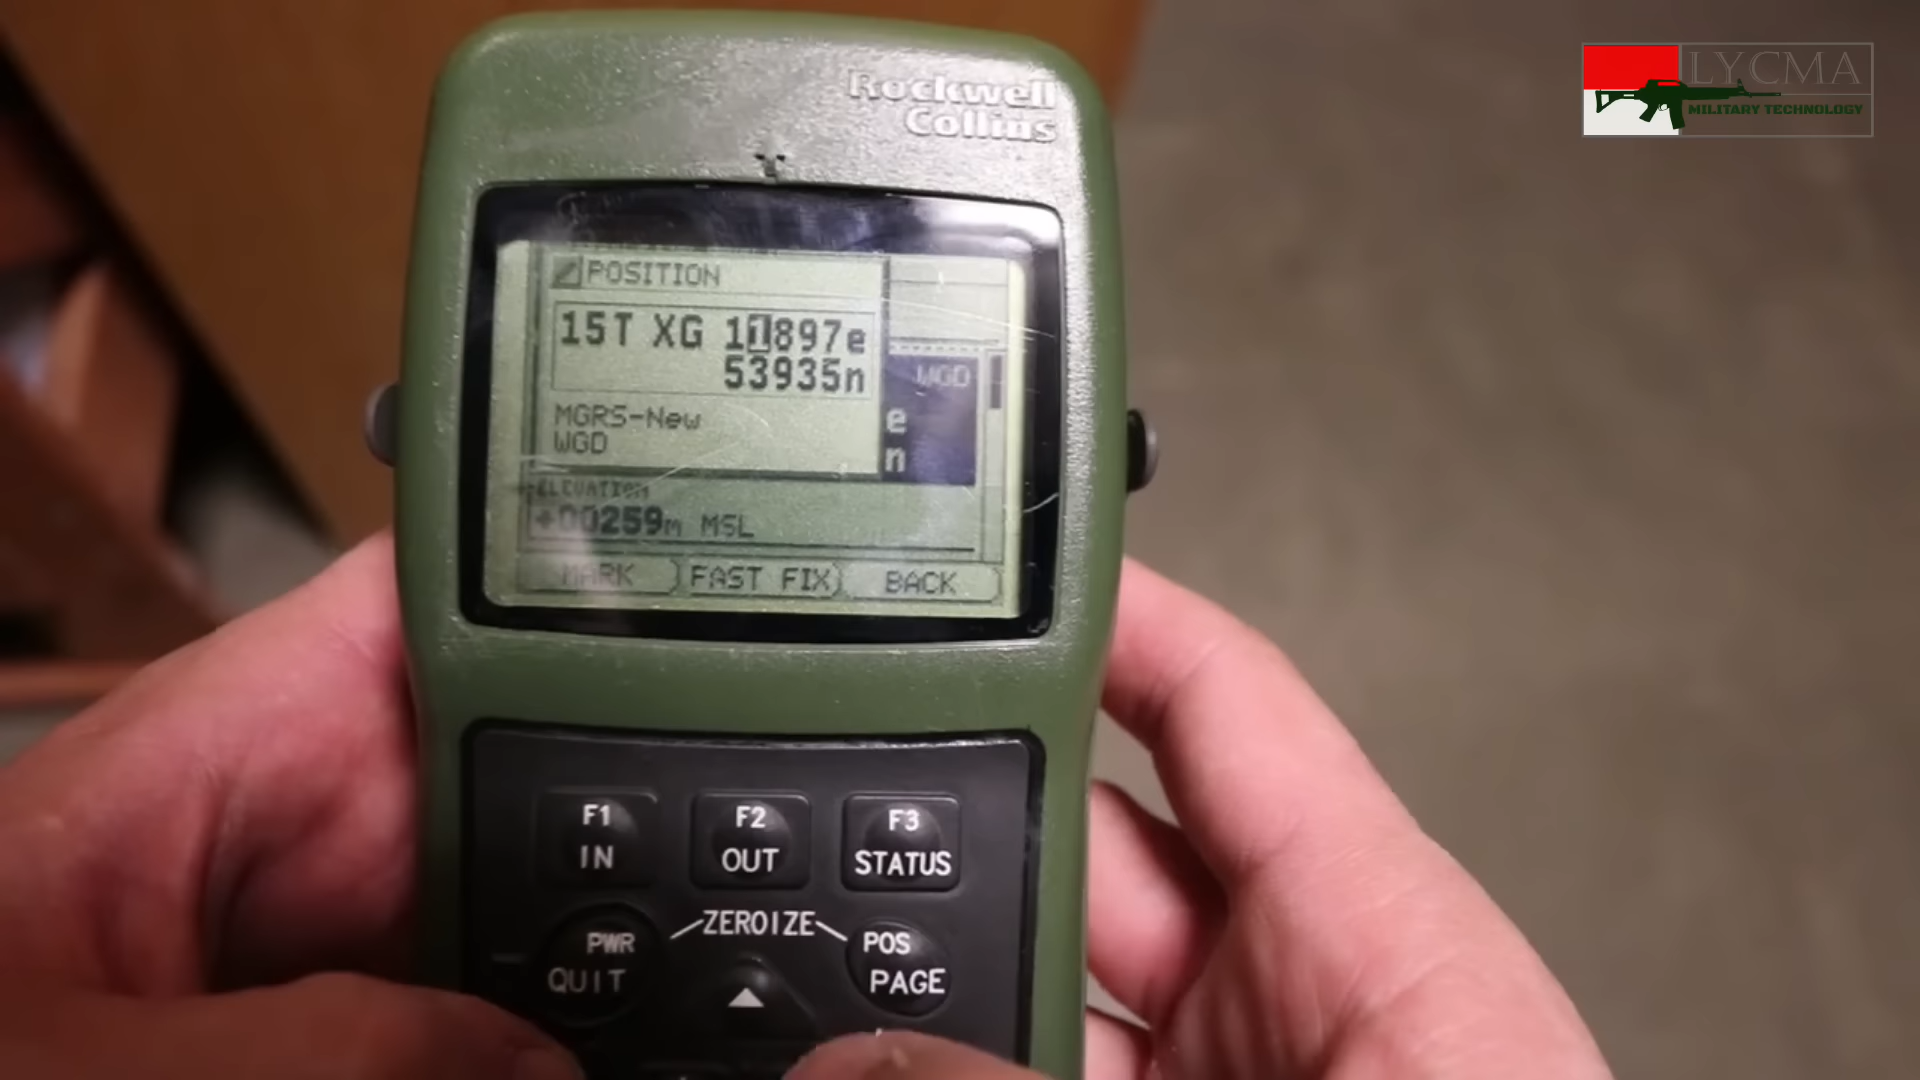 LYCMA
MILITARY TECHNOLOGY
Rockwell
Collins
POSITION
15T XG 11897e
53935n
MGRS-New
WGD
WGD
e
n
ELEVATION
+00259m MSL
MARK
FAST FIX
BACK
F1
IN
F2
OUT
F3
STATUS
ZEROIZE
PWR
QUIT
POS
PAGE